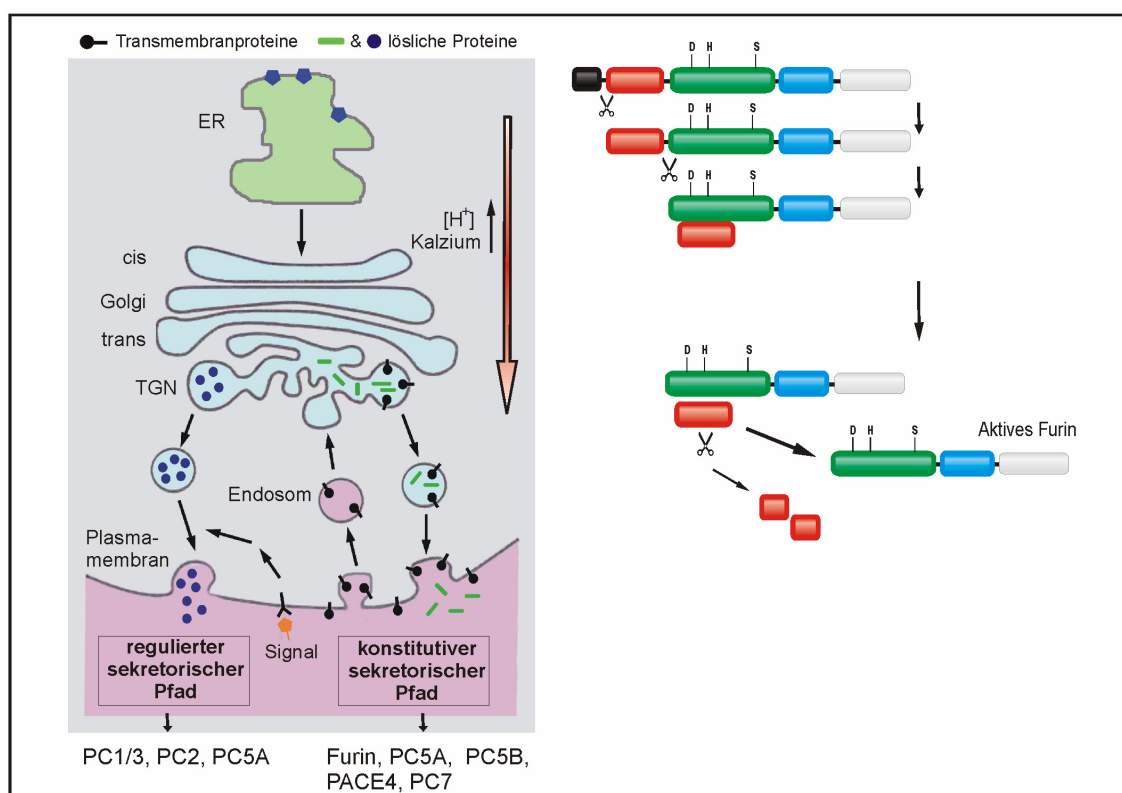 Transmembranproteine & lösliche Proteine
ER
[H+]
Kalzium
cis
Golgi
trans
TGN
Endosom
Plasma-
membran
Signal
regulierter
sekretorischer
Pfad
konstitutiver
sekretorischer
Pfad
PC1/3, PC2, PC5A
Furin, PC5A, PC5B,
PACE4, PC7
D H S
D H S
D H S
D H S
Aktives Furin
D H S